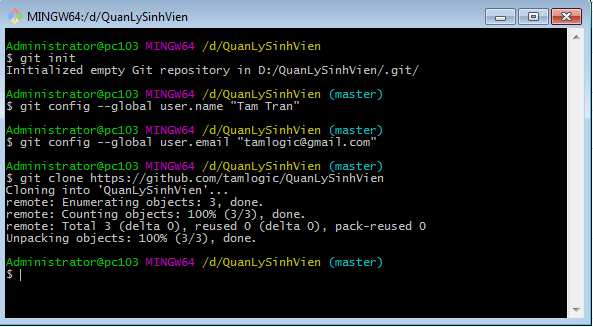 MINGW64:/d/QuanLySinhVien
Administrator@pc103 MINGW64 /d/QuanLySinhVien
$ git init
Initialized empty Git repository in D:/QuanLySinhVien/.git/
Administrator@pc103 MINGW64 /d/QuanLySinhVien (master)
$ git config --global user.name "Tam Tran"
Administrator@pc103 MINGW64 /d/QuanLySinhVien (master)
$ git config --global user.email "tamlogic@gmail.com"
Administrator@pc103 MINGW64 /d/QuanLySinhVien (master)
$ git clone https://github.com/tamlogic/QuanLySinhVien
Cloning into 'QuanLySinhVien'...
remote: Enumerating objects: 3, done.
remote: Counting objects: 100% (3/3), done.
remote: Total 3 (delta 0), reused 0 (delta 0), pack-reused 0
Unpacking objects: 100% (3/3), done.
Administrator@pc103 MINGW64 /d/QuanLySinhVien (master)
$